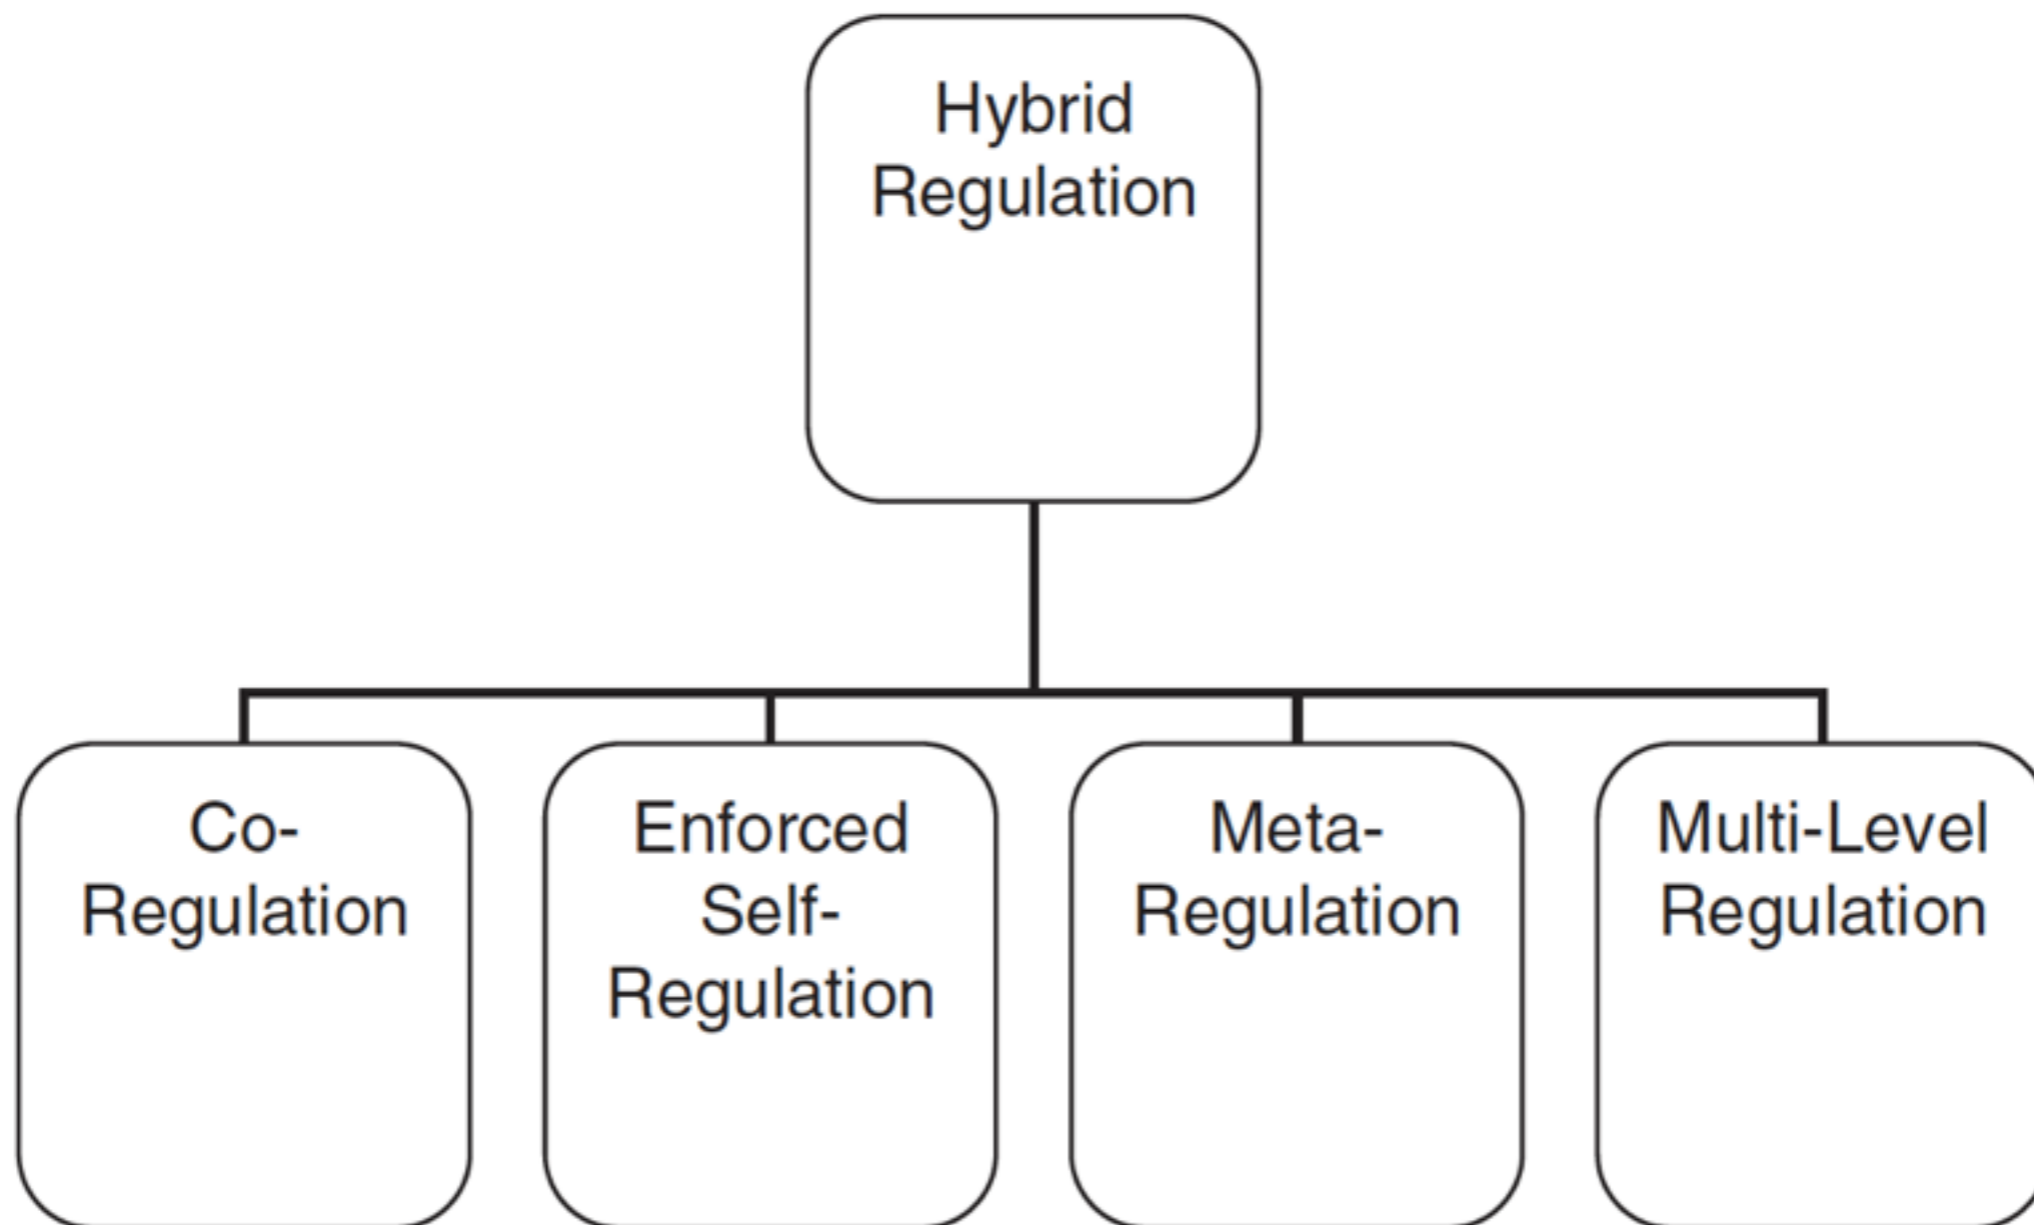 Hybrid
Regulation
Co-
Regulation
Enforced
Self-
Regulation
Meta-
Regulation
Multi-Level
Regulation